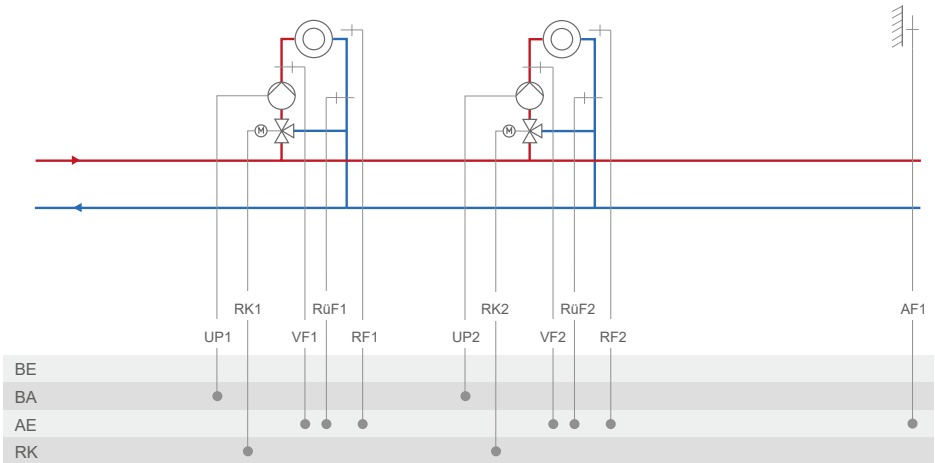 M
M
RK1 RüF1 RK2 RüF2 AF1
UP1 VF1 RF1 UP2 VF2 RF2
BE
BA
AE
RK